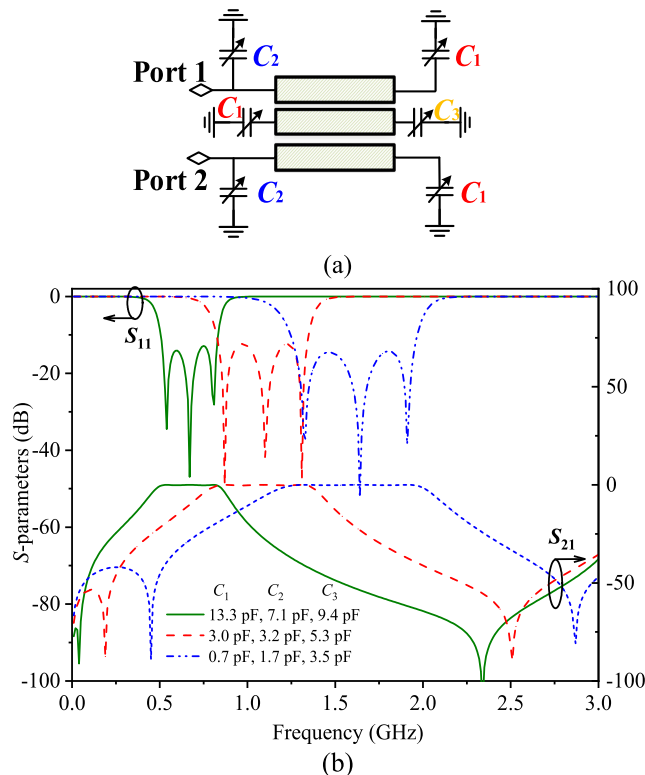 C2 C1
Port 1
C1 C3
Port 2
C2 C1
(a)
0 100
S11
-20 50
-40
0
-60
S21
-50
C1 C2 C3
13.3 pF, 7.1 pF, 9.4 pF
-80
3.0 pF, 3.2 pF, 5.3 pF
0.7 pF, 1.7 pF, 3.5 pF
-100 -100
0.0 0.5 1.0 1.5 2.0 2.5 3.0
Frequency (GHz)
S-parameters (dB)
(b)